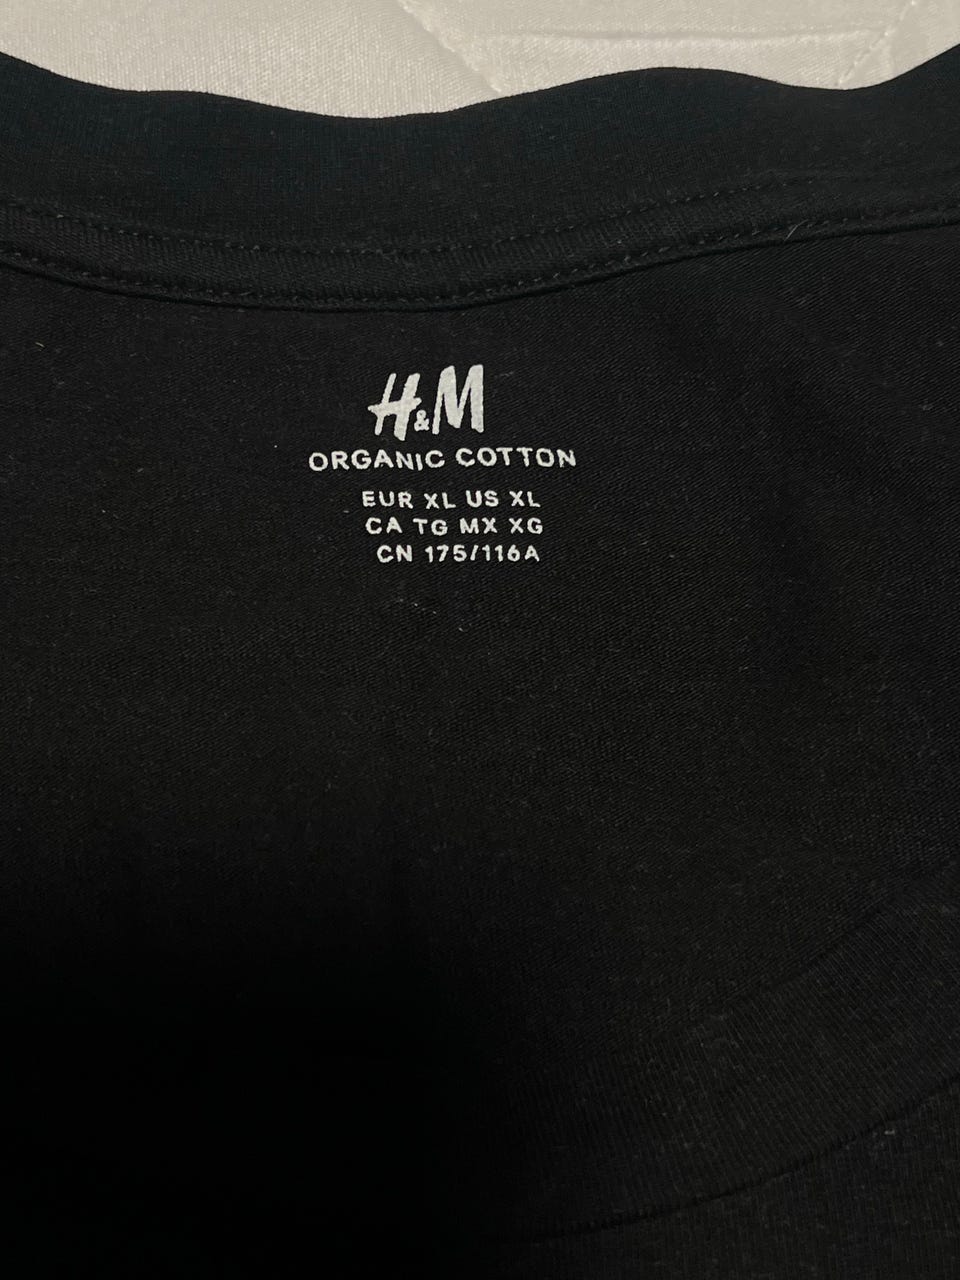 H&M
ORGANIC COTTON
EUR XL US XL
CA TG MX XG
CN 175/116A